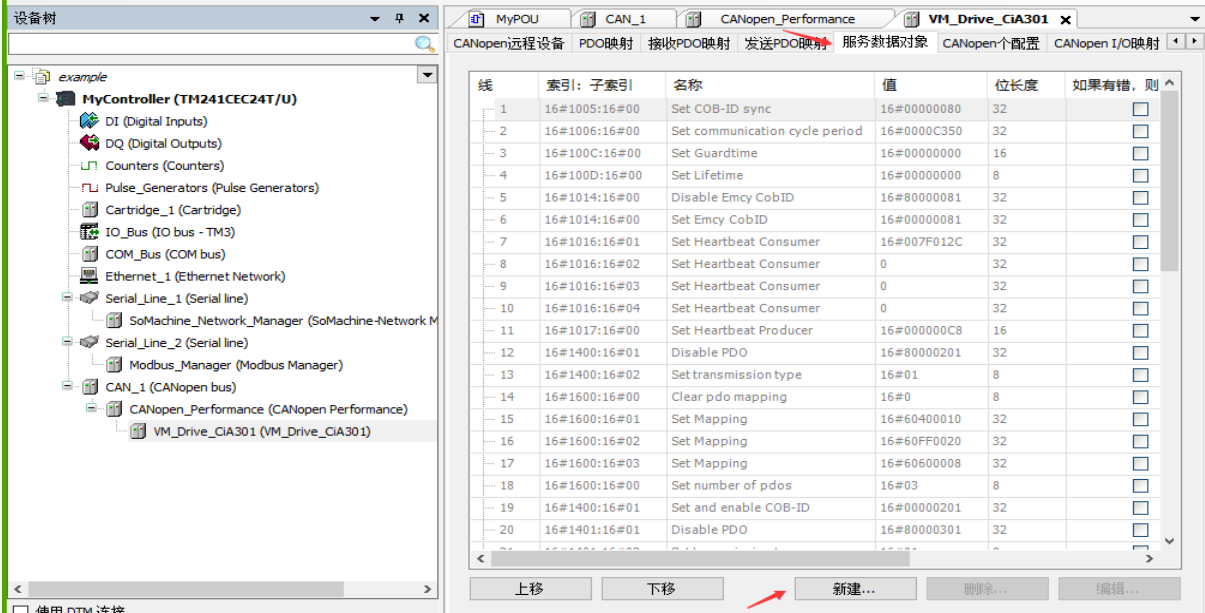 设备树
example
MyController (TM241CEC24T/U)
DI (Digital Inputs)
DQ (Digital Outputs)
Counters (Counters)
Pulse_Generators (Pulse Generators)
Cartridge_1 (Cartridge)
IO_Bus (IO bus - TM3)
COM_Bus (COM bus)
Ethernet_1 (Ethernet Network)
Serial_Line_1 (Serial line)
SoMachine_Network_Manager (SoMachine-Network M
Serial_Line_2 (Serial line)
Modbus_Manager (Modbus Manager)
CAN_1 (CANopen bus)
CANopen_Performance (CANopen Performance)
VM_Drive_CiA301 (VM_Drive_CiA301)
使用 DTM 连接
MyPOU CAN_1 CANopen_Performance VM_Drive_CiA301
CANopen远程设备 PDO映射 接收PDO映射 发送PDO映射 服务数据对象 CANopen个配置 CANopen I/O映射
线 索引: 子索引 名称 值 位长度 如果有错, 则
1 16#1005:16#00 Set COB-ID sync 16#00000080 32
2 16#1006:16#00 Set communication cycle period 16#0000C350 32
3 16#100C:16#00 Set Guardtime 16#00000000 16
4 16#100D:16#00 Set Lifetime 16#00000000 8
5 16#1014:16#00 Disable Emcy CobID 16#80000081 32
6 16#1014:16#00 Set Emcy CobID 16#00000081 32
7 16#1016:16#01 Set Heartbeat Consumer 16#007F012C 32
8 16#1016:16#02 Set Heartbeat Consumer 0 32
9 16#1016:16#03 Set Heartbeat Consumer 0 32
10 16#1016:16#04 Set Heartbeat Consumer 0 32
11 16#1017:16#00 Set Heartbeat Producer 16#000000C8 16
12 16#1400:16#01 Disable PDO 16#80000201 32
13 16#1400:16#02 Set transmission type 16#01 8
14 16#1600:16#00 Clear pdo mapping 16#0 8
15 16#1600:16#01 Set Mapping 16#60400010 32
16 16#1600:16#02 Set Mapping 16#60FF0020 32
17 16#1600:16#03 Set Mapping 16#60600008 32
18 16#1600:16#00 Set number of pdos 16#03 8
19 16#1400:16#01 Set and enable COB-ID 16#00000201 32
20 16#1401:16#01 Disable PDO 16#80000301 32
上移 下移 新建... 删除... 编辑...